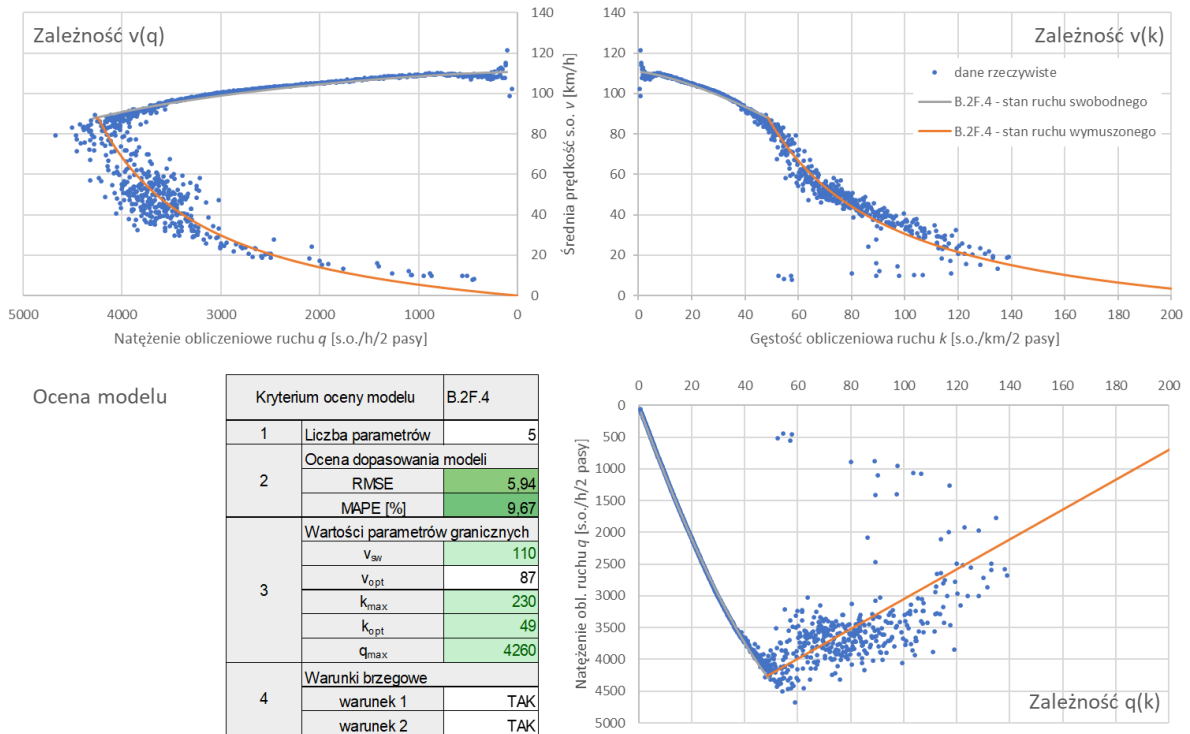 Zależność v(q)
140
120
100
80
60
40
20
0
Średnia prędkość s.o. v [km/h]
5000 4000 3000 2000 1000 0
Natężenie obliczeniowe ruchu q [s.o./h/2 pasy]
Zależność v(k)
140
120
100
80
60
40
20
0
dane rzeczywiste
B.2F.4 - stan ruchu swobodnego
B.2F.4 - stan ruchu wymuszonego
0 20 40 60 80 100 120 140 160 180 200
Gęstość obliczeniowa ruchu k [s.o./km/2 pasy]
Ocena modelu
Kryterium oceny modelu B.2F.4
1 Liczba parametrów 5
2 Ocena dopasowania modeli
RMSE 5,94
MAPE [%] 9,67
3 Wartości parametrów granicznych
v_sw 110
v_opt 87
k_max 230
k_opt 49
q_max 4260
4 Warunki brzegowe
warunek 1 TAK
warunek 2 TAK
0 20 40 60 80 100 120 140 160 180 200
0
500
1000
1500
2000
2500
3000
3500
4000
4500
5000
Natężenie obl. ruchu q [s.o./h/2 pasy]
Zależność q(k)